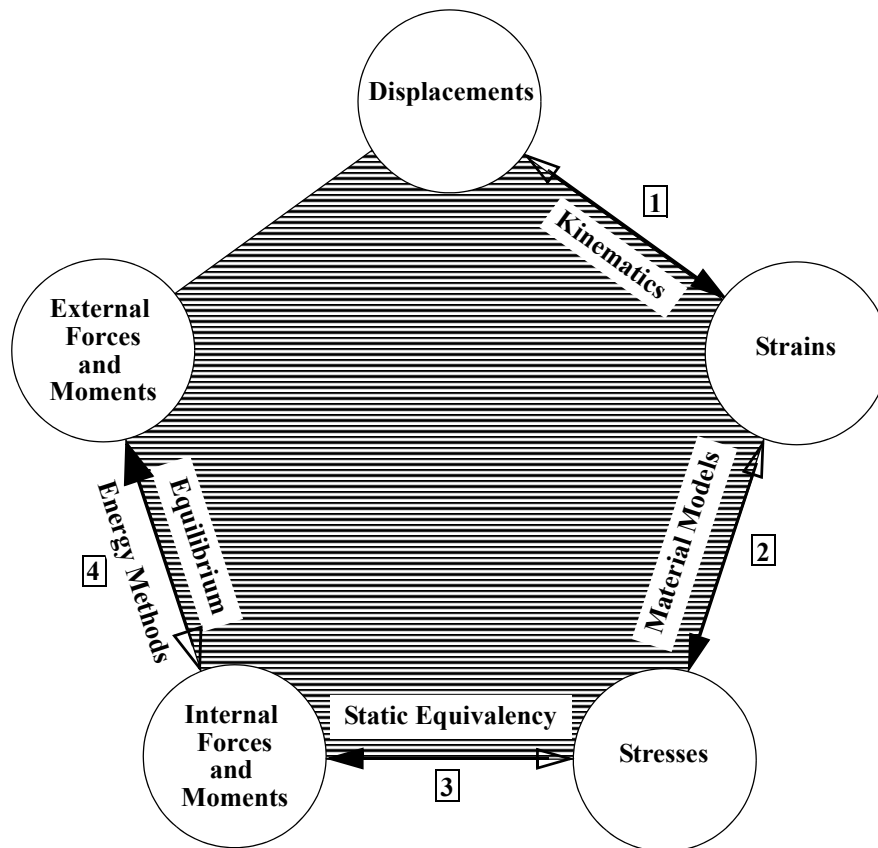 Displacements
1
Kinematics
External
Forces
and
Moments
Strains
Energy Methods
Equilibrium
4
Material Models
2
Internal
Forces
and
Moments
Static Equivalency
3
Stresses